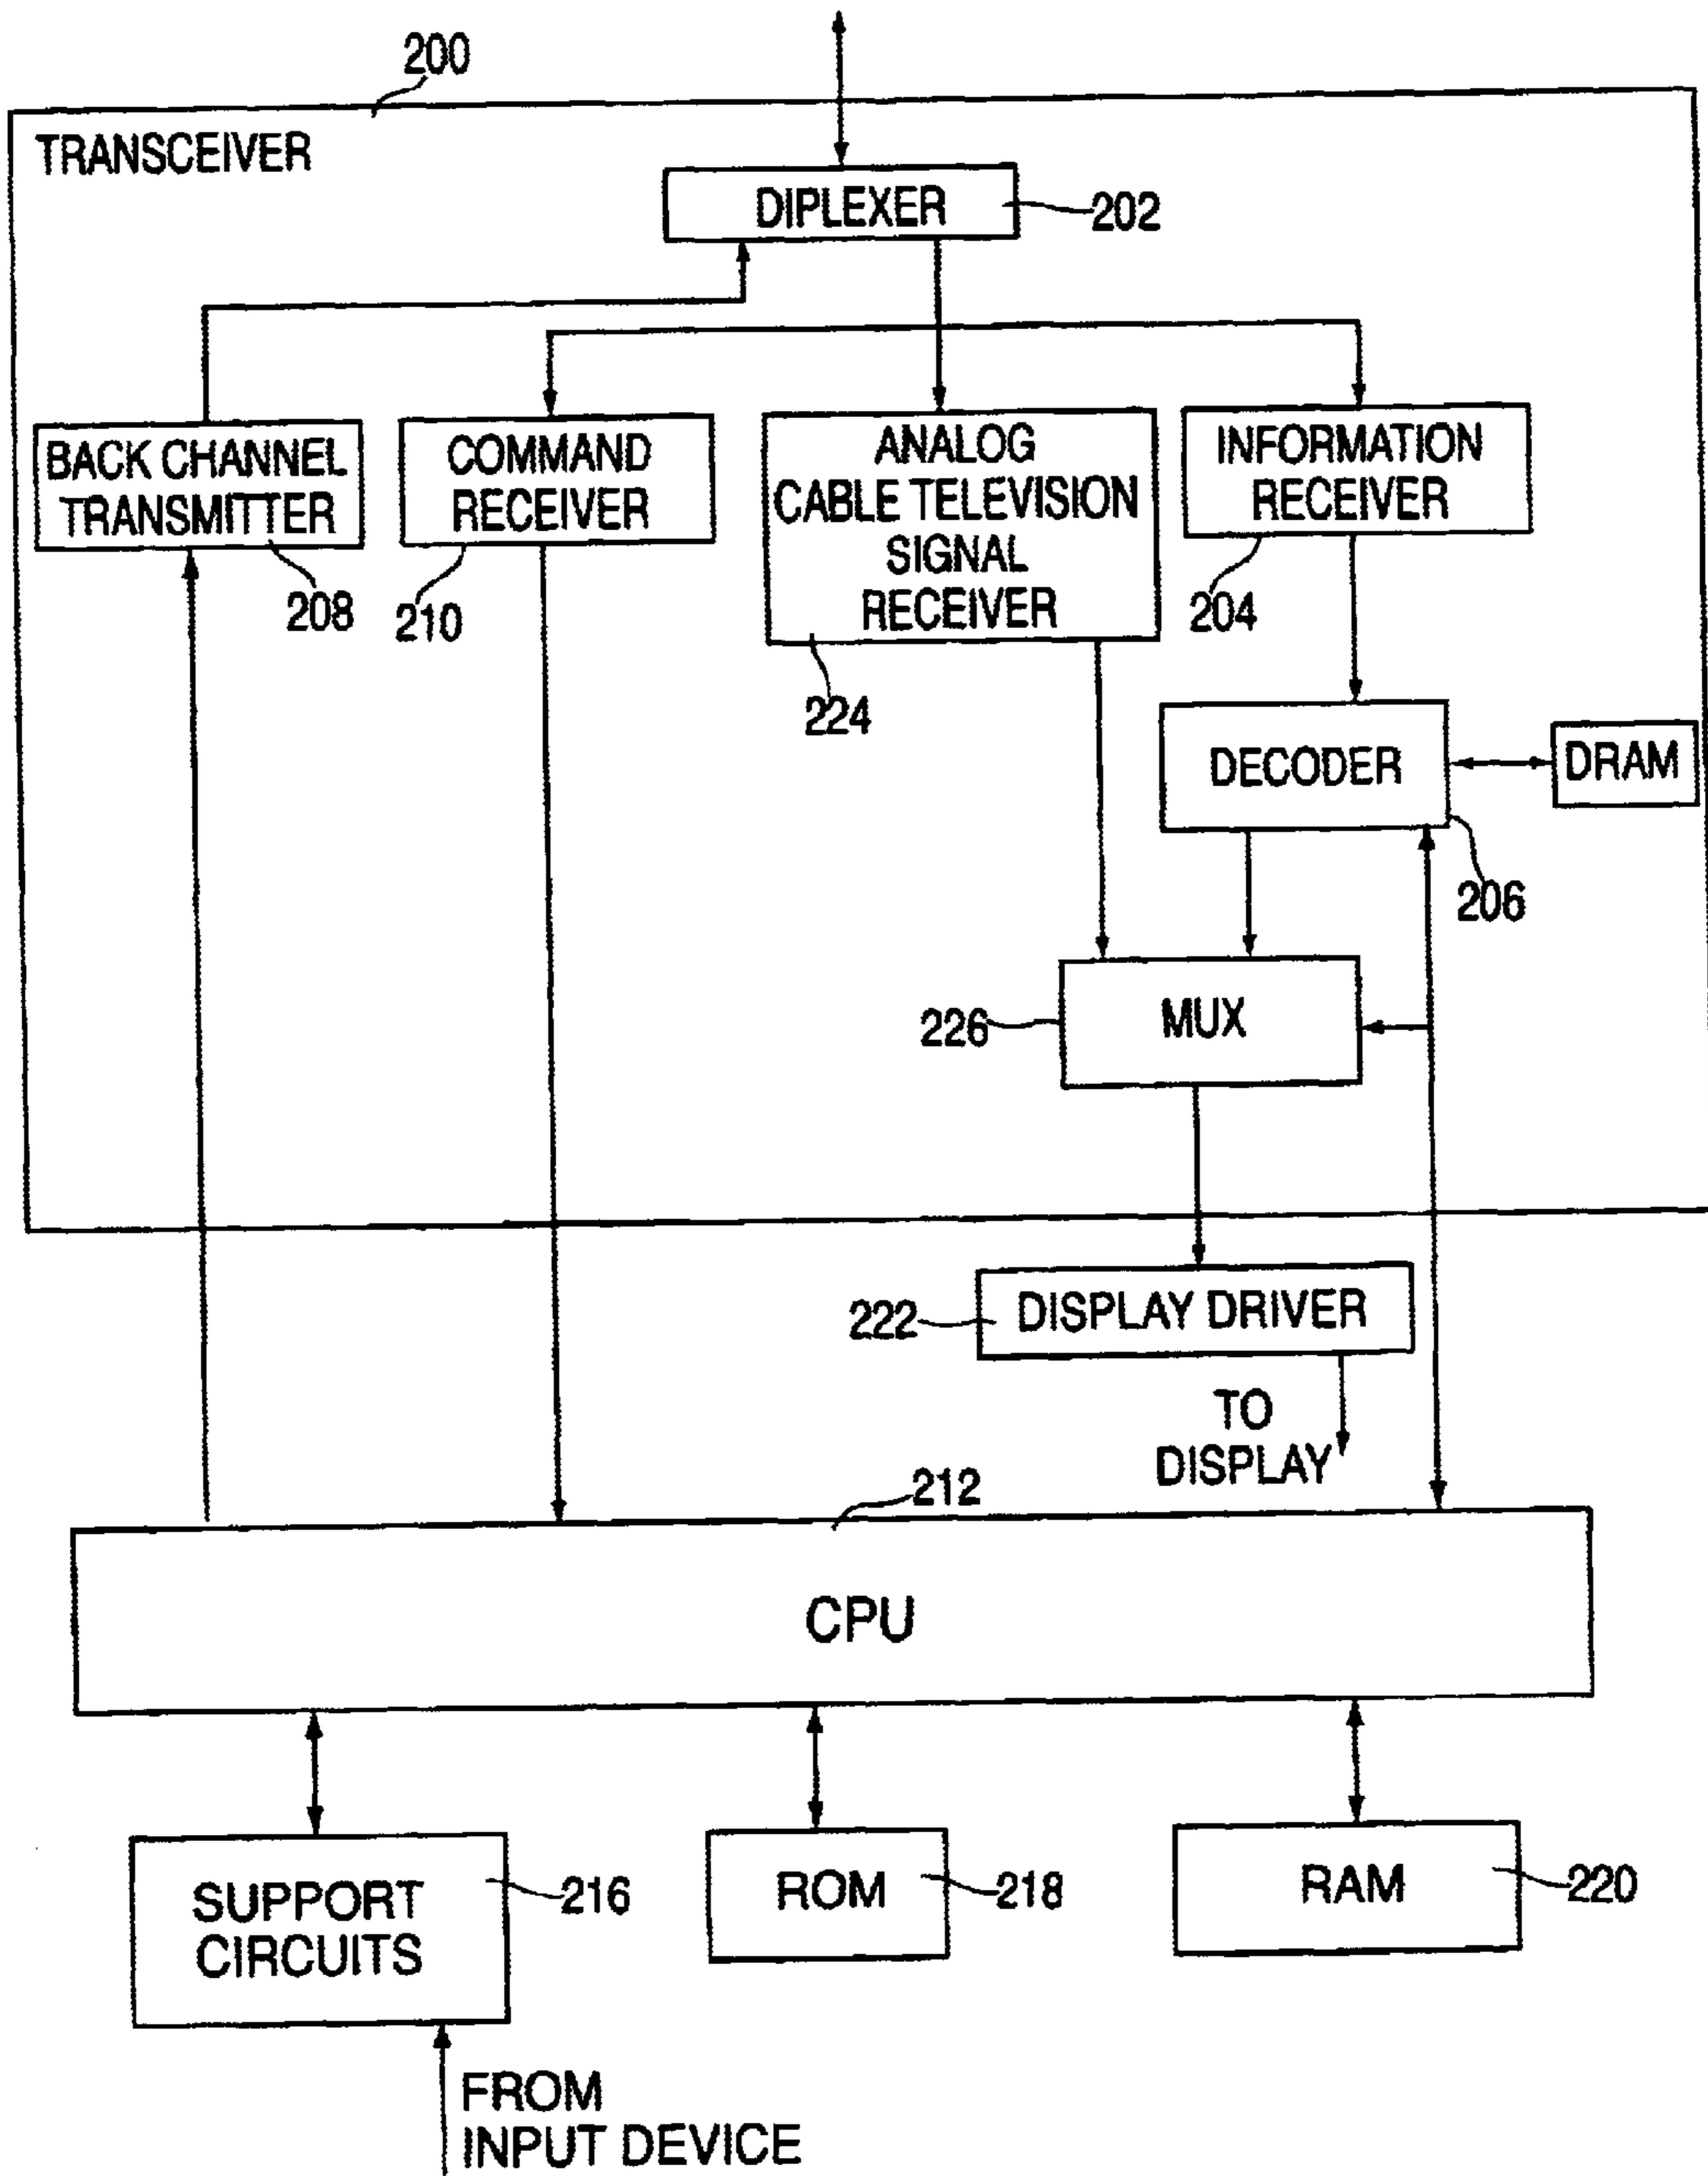 200
TRANSCEIVER
DIPLEXER
202
BACK CHANNEL
TRANSMITTER
208
COMMAND
RECEIVER
210
ANALOG
CABLE TELEVISION
SIGNAL
RECEIVER
224
INFORMATION
RECEIVER
204
DECODER
DRAM
206
226
MUX
222
DISPLAY DRIVER
TO
DISPLAY
212
CPU
SUPPORT
CIRCUITS
216
ROM
218
RAM
220
FROM
INPUT DEVICE